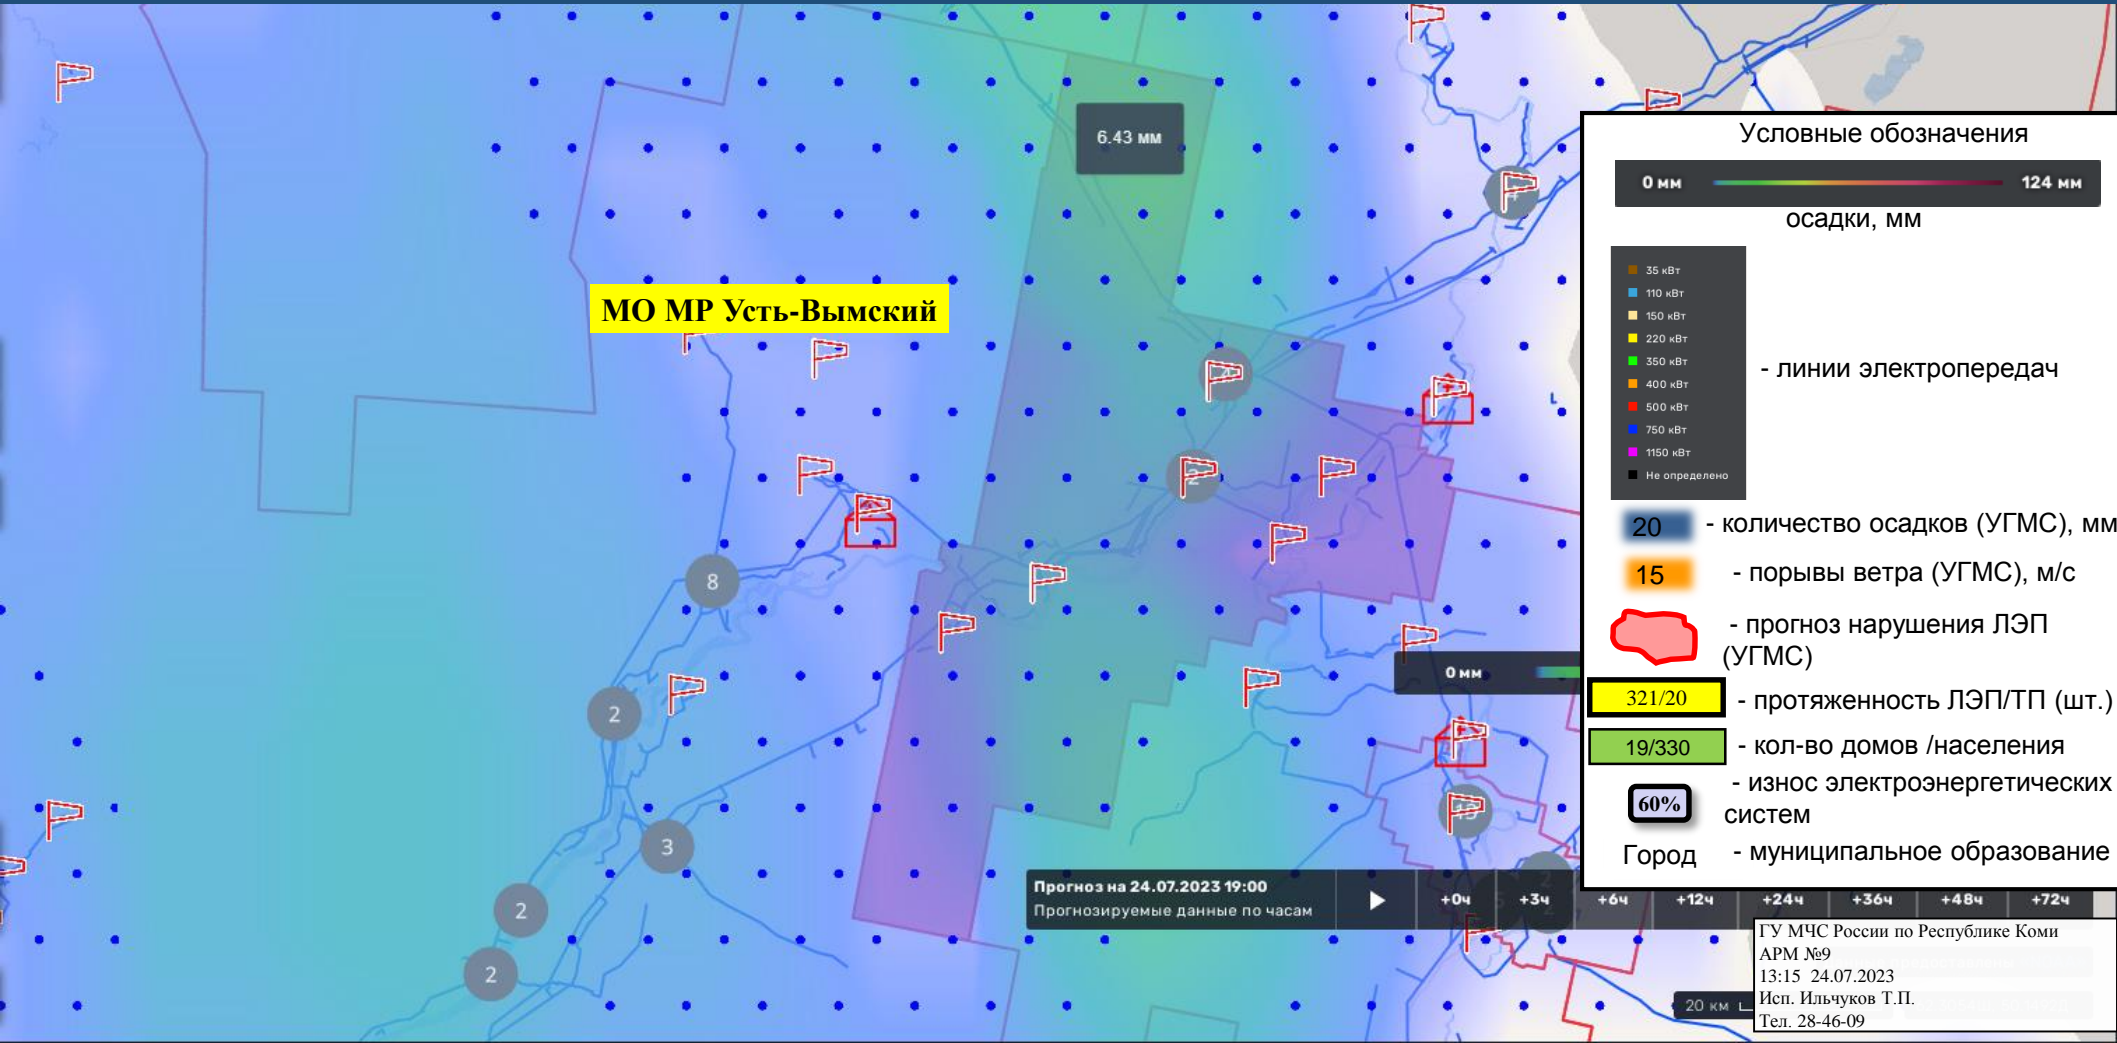 6.43 мм
МО МР Усть-Вымский
8
2
3
2
2
2
Условные обозначения
0 мм
124 мм
осадки, мм
35 кВт
110 кВт
150 кВт
220 кВт
350 кВт
400 кВт
500 кВт
750 кВт
1150 кВт
Не определено
- линии электропередач
20 - количество осадков (УГМС), мм
15 - порывы ветра (УГМС), м/с
- прогноз нарушения ЛЭП
(УГМС)
0 мм
321/20 - протяженность ЛЭП/ТП (шт.)
19/330 - кол-во домов /населения
- износ электроэнергетических
60%
систем
Город - муниципальное образование
Прогноз на 24.07.2023 19:00
Прогнозируемые данные по часам
+0ч +3ч +6ч +12ч +24ч +36ч +48ч +72ч
20 км
ГУ МЧС России по Республике Коми
АРМ №9
13:15 24.07.2023
Исп. Ильчуков Т.П.
Тел. 28-46-09